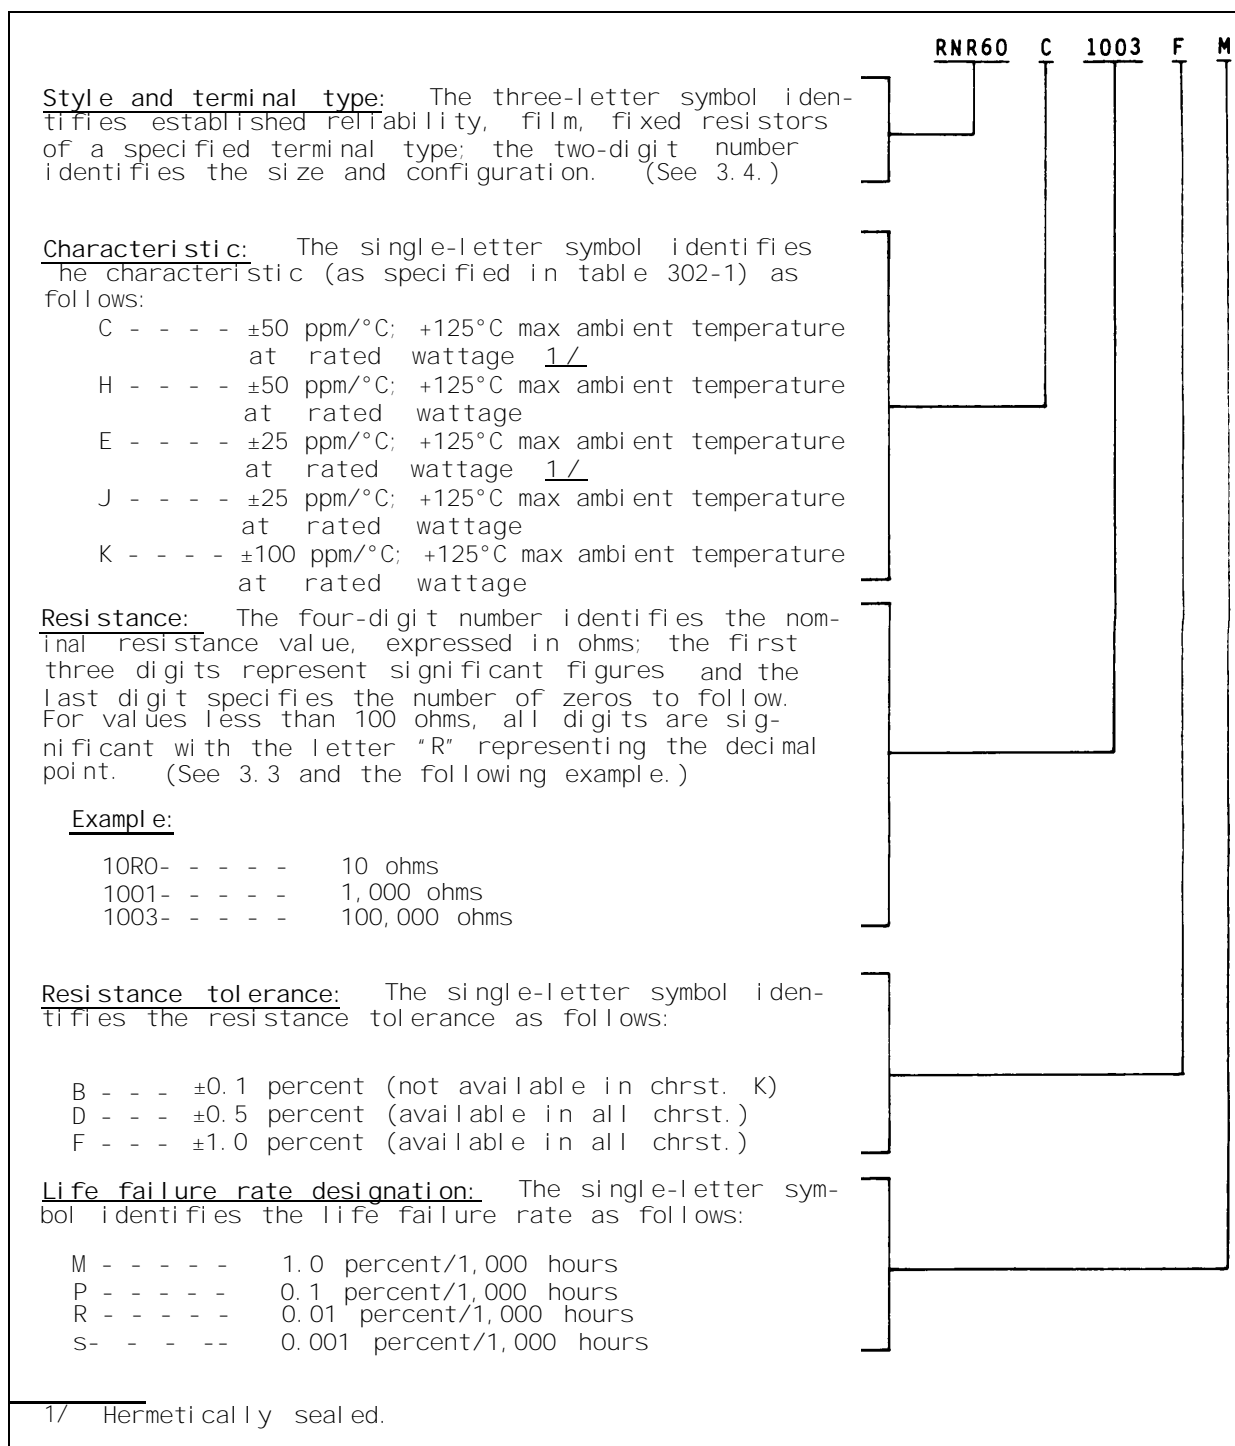 RNR60 C 1003 F M
Style and terminal type: The three-letter symbol iden-
tifies established reliability, film, fixed resistors
of a specified terminal type; the two-digit number
identifies the size and configuration. (See 3.4.)
Characteristic: The single-letter symbol identifies
he characteristic (as specified in table 302-1) as
follows:
C - - - - ±50 ppm/°C; +125°C max ambient temperature
at rated wattage 1/
H - - - - ±50 ppm/°C; +125°C max ambient temperature
at rated wattage
E - - - - ±25 ppm/°C; +125°C max ambient temperature
at rated wattage 1/
J - - - - ±25 ppm/°C; +125°C max ambient temperature
at rated wattage
K - - - - ±100 ppm/°C; +125°C max ambient temperature
at rated wattage
Resistance: The four-digit number identifies the nom-
inal resistance value, expressed in ohms; the first
three digits represent significant figures and the
last digit specifies the number of zeros to follow.
For values less than 100 ohms, all digits are sig-
nificant with the letter "R" representing the decimal
point. (See 3.3 and the following example.)
Example:
10R0- - - - - 10 ohms
1001- - - - - 1,000 ohms
1003- - - - - 100,000 ohms
Resistance tolerance: The single-letter symbol iden-
tifies the resistance tolerance as follows:
B - - - ±0.1 percent (not available in chrst. K)
D - - - ±0.5 percent (available in all chrst.)
F - - - ±1.0 percent (available in all chrst.)
Life failure rate designation: The single-letter sym-
bol identifies the life failure rate as follows:
M - - - - - 1.0 percent/1,000 hours
P - - - - - 0.1 percent/1,000 hours
R - - - - - 0.01 percent/1,000 hours
s- - - -- 0.001 percent/1,000 hours
1/ Hermetically sealed.